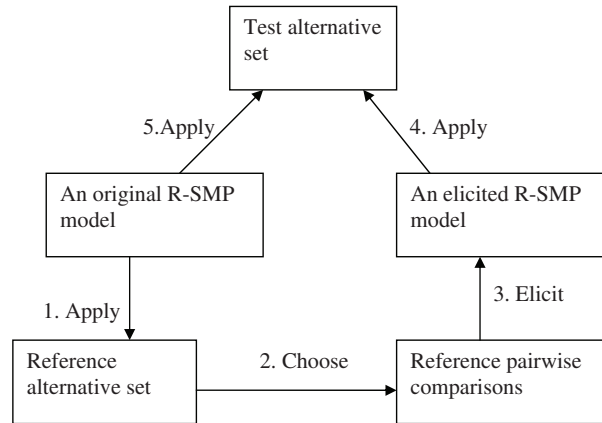 Test alternative
set
5.Apply
4. Apply
An original R-SMP
model
An elicited R-SMP
model
1. Apply
3. Elicit
Reference
alternative set
2. Choose
Reference pairwise
comparisons